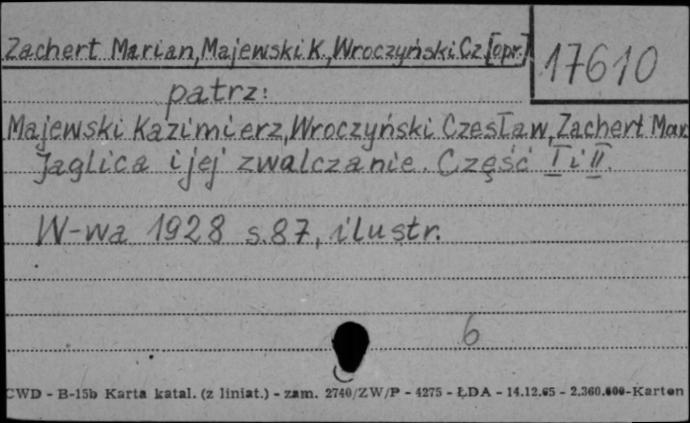 Zachert Marian, Majewski K., Wroczyński Cz [opr.]
17610
patrz:
Majewski Kazimierz, Wroczyński Czesław, Zachert Mar
Jaglica i jej zwalczanie. Część I i II.
W-wa 1928 s. 87, ilustr.
6
CWD - B-15b Karta katal. (z liniat.) - zam. 2740/ZW/P - 4275 - ŁDA - 14.12.65 - 2.360.000-Karten